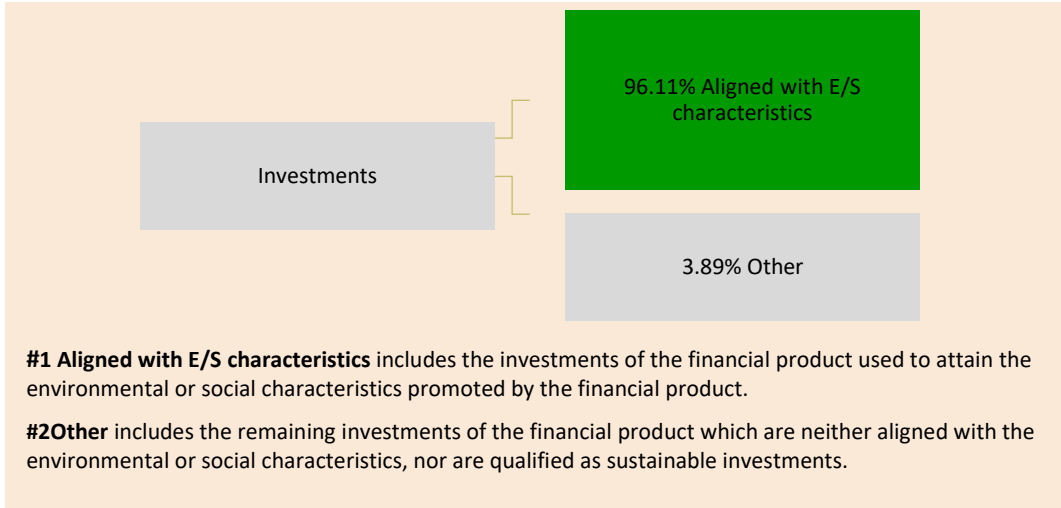 96.11% Aligned with E/S
characteristics
Investments
3.89% Other
#1 Aligned with E/S characteristics includes the investments of the financial product used to attain the
environmental or social characteristics promoted by the financial product.
#2Other includes the remaining investments of the financial product which are neither aligned with the
environmental or social characteristics, nor are qualified as sustainable investments.